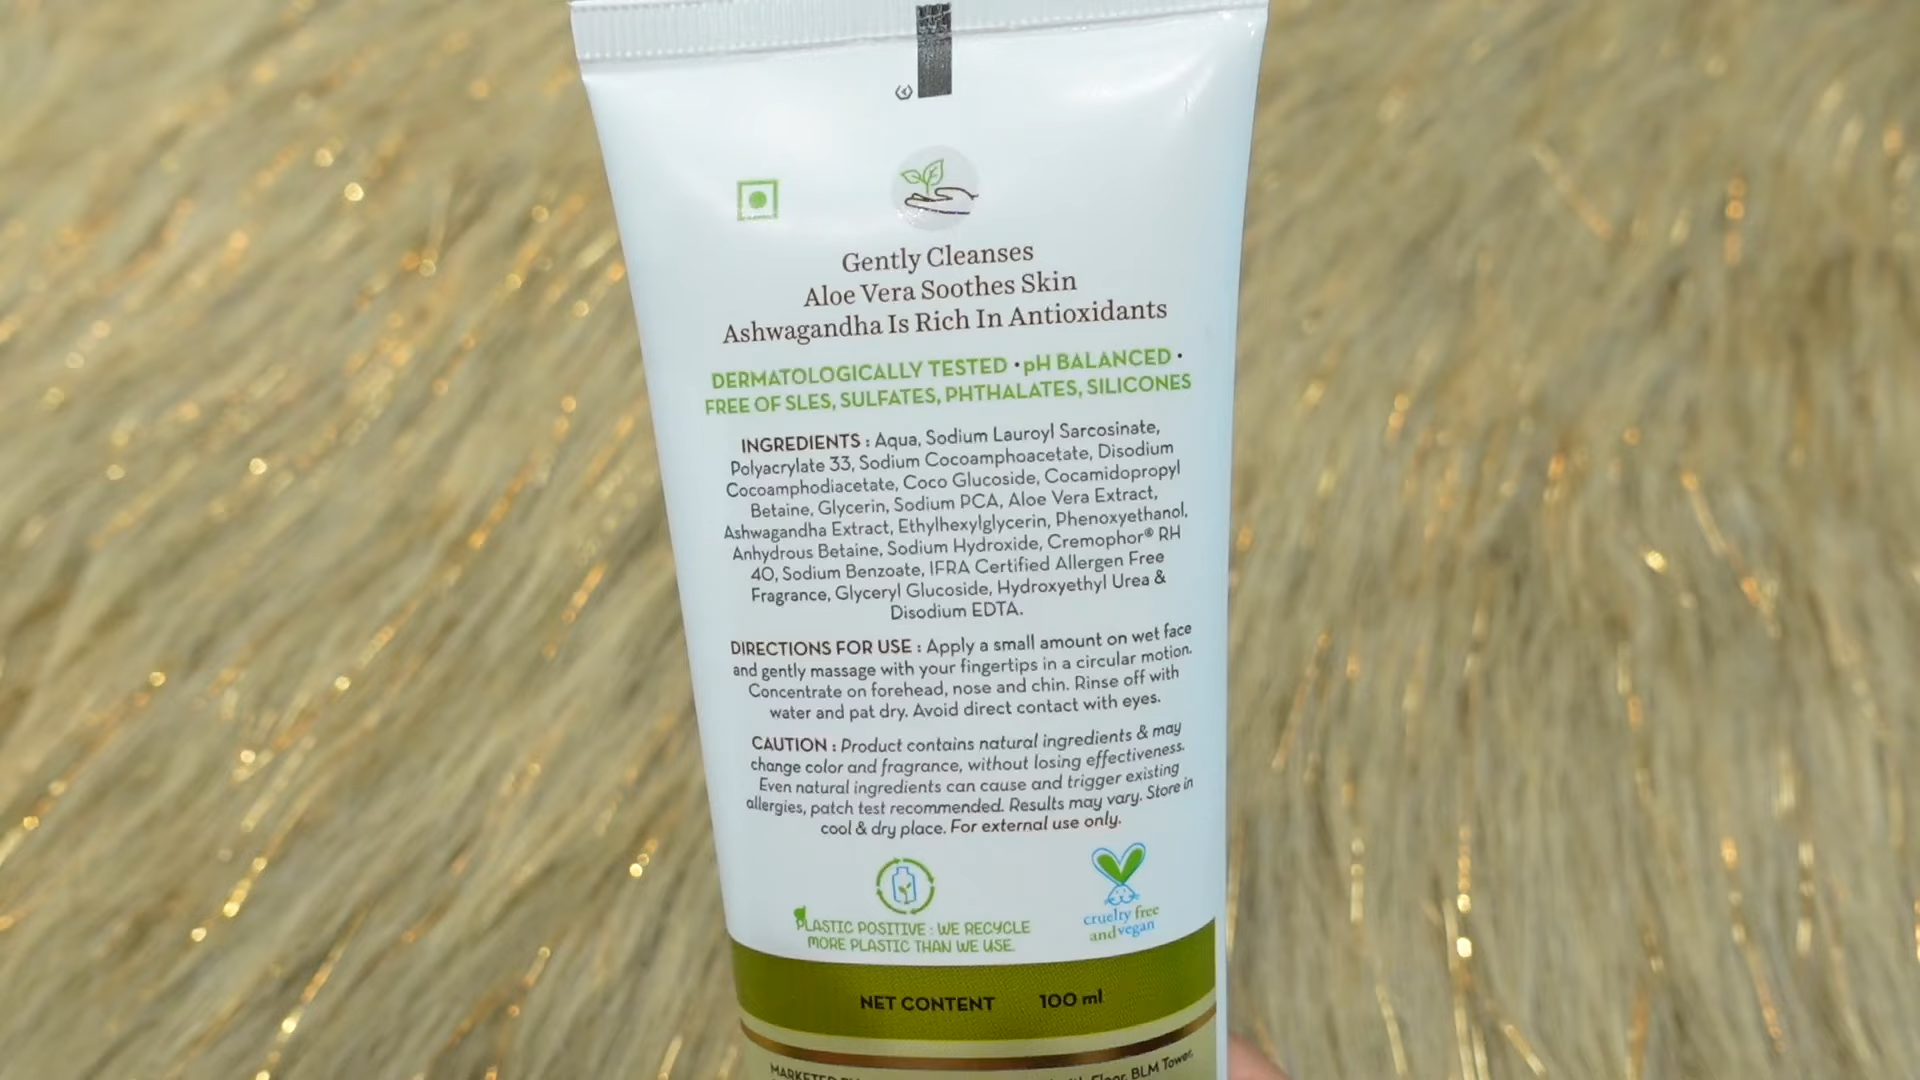 Gently Cleanses
Aloe Vera Soothes Skin
Ashwagandha Is Rich In Antioxidants
DERMATOLOGICALLY TESTED • pH BALANCED •
FREE OF SLES, SULFATES, PHTHALATES, SILICONES
INGREDIENTS : Aqua, Sodium Lauroyl Sarcosinate,
Polyacrylate 33, Sodium Cocoamphoacetate, Disodium
Cocoamphodiacetate, Coco Glucoside, Cocamidopropyl
Betaine, Glycerin, Sodium PCA, Aloe Vera Extract,
Ashwagandha Extract, Ethylhexylglycerin, Phenoxyethanol,
Anhydrous Betaine, Sodium Hydroxide, Cremophor® RH
40, Sodium Benzoate, IFRA Certified Allergen Free
Fragrance, Glyceryl Glucoside, Hydroxyethyl Urea &
Disodium EDTA.
DIRECTIONS FOR USE : Apply a small amount on wet face
and gently massage with your fingertips in a circular motion.
Concentrate on forehead, nose and chin. Rinse off with
water and pat dry. Avoid direct contact with eyes.
CAUTION : Product contains natural ingredients & may
change color and fragrance, without losing effectiveness.
Even natural ingredients can cause and trigger existing
allergies, patch test recommended. Results may vary. Store in
cool & dry place. For external use only.
PLASTIC POSITIVE : WE RECYCLE
MORE PLASTIC THAN WE USE.
cruelty free
and vegan
NET CONTENT 100 ml
Floor, BLM Tower,